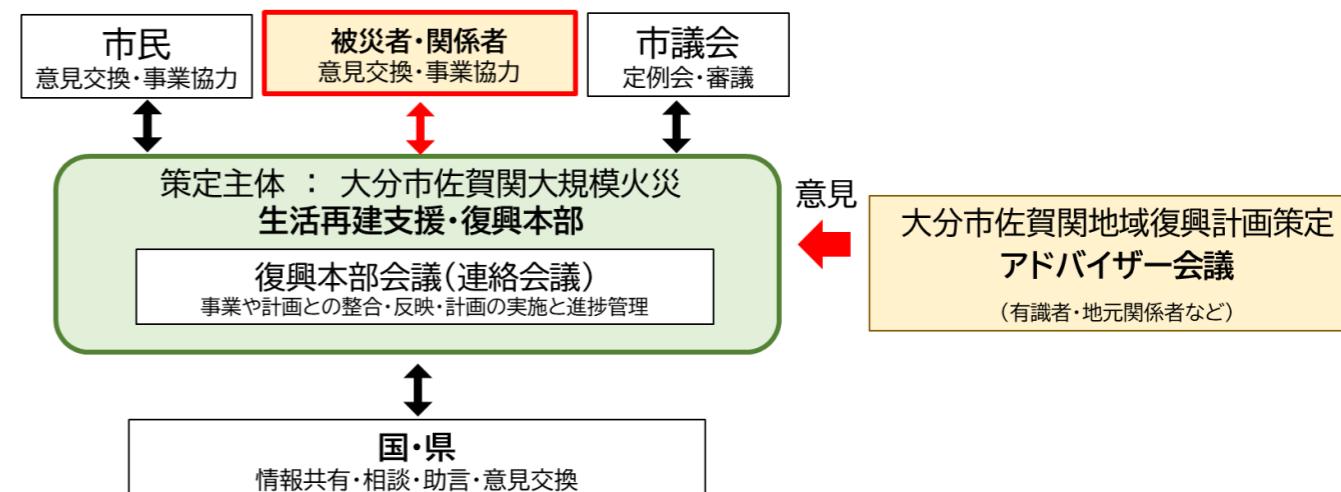 市民
意見交換・事業協力
被災者・関係者
意見交換・事業協力
市議会
定例会・審議
策定主体 ： 大分市佐賀関大規模火災
生活再建支援・復興本部
復興本部会議(連絡会議)
事業や計画との整合・反映・計画の実施と進捗管理
意見
大分市佐賀関地域復興計画策定
アドバイザー会議
(有識者・地元関係者など)
国・県
情報共有・相談・助言・意見交換